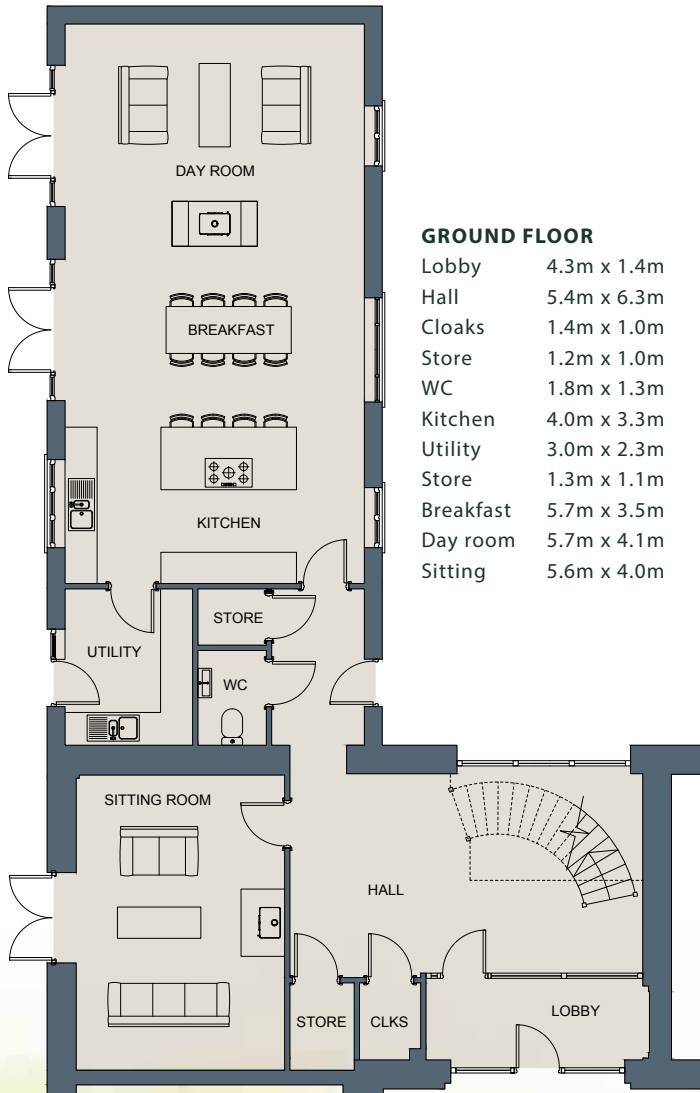 DAY ROOM
BREAKFAST
KITCHEN
STORE
UTILITY
WC
SITTING ROOM
HALL
STORE
CLKS
LOBBY
GROUND FLOOR
Lobby 4.3m x 1.4m
Hall 5.4m x 6.3m
Cloaks 1.4m x 1.0m
Store 1.2m x 1.0m
WC 1.8m x 1.3m
Kitchen 4.0m x 3.3m
Utility 3.0m x 2.3m
Store 1.3m x 1.1m
Breakfast 5.7m x 3.5m
Day room 5.7m x 4.1m
Sitting 5.6m x 4.0m